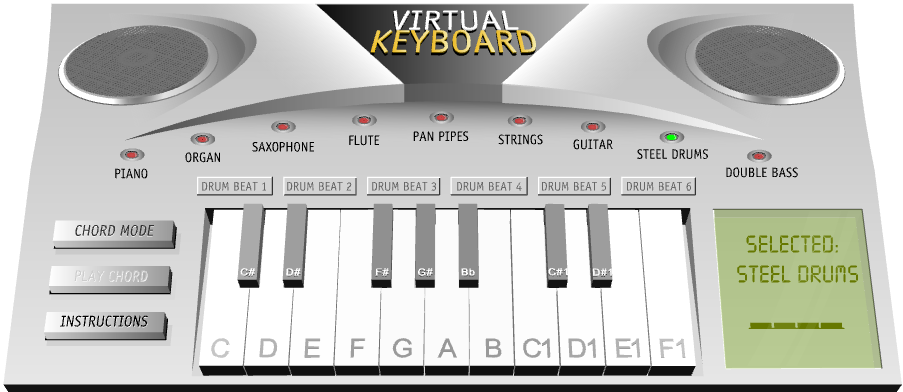 VIRTUAL
KEYBOARD
PIANO
ORGAN
SAXOPHONE
FLUTE
PAN PIPES
STRINGS
GUITAR
STEEL DRUMS
DOUBLE BASS
DRUM BEAT 1
DRUM BEAT 2
DRUM BEAT 3
DRUM BEAT 4
DRUM BEAT 5
DRUM BEAT 6
CHORD MODE
PLAY CHORD
INSTRUCTIONS
C# D# F# G# Bb C#1 D#1
C D E F G A B C1 D1 E1 F1
SELECTED:
STEEL DRUMS